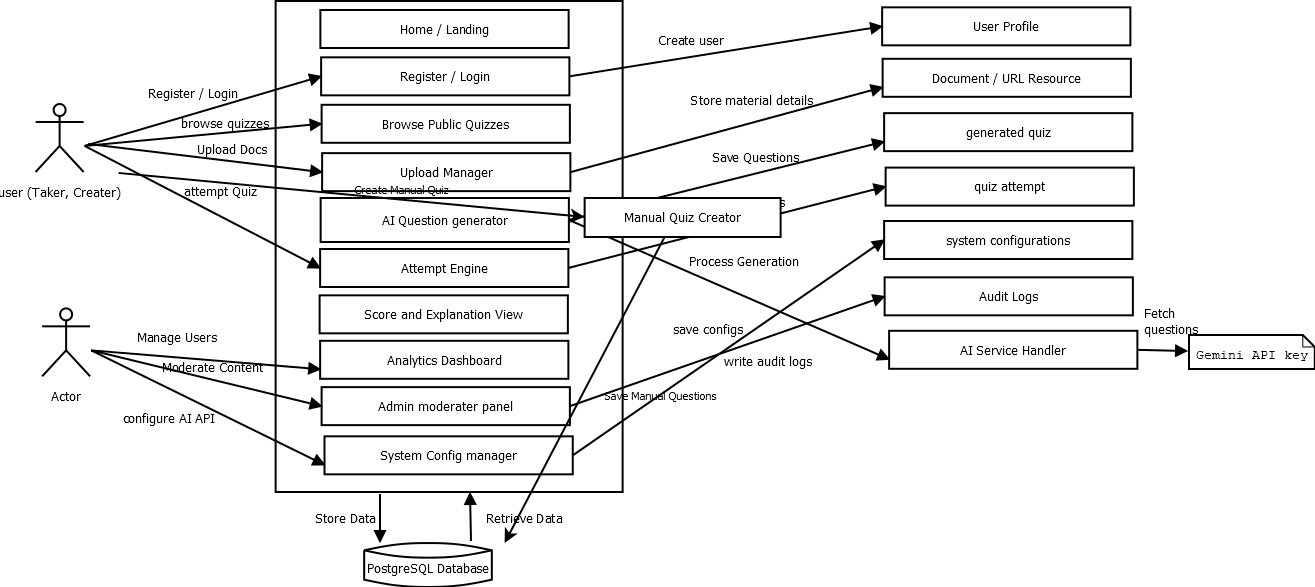 Home / Landing
User Profile
Create user
Register / Login
Document / URL Resource
Register / Login
Store material details
browse quizzes
Browse Public Quizzes
generated quiz
Upload Docs
Save Questions
Upload Manager
user (Taker, Creater)
attempt Quiz
Create Manual Quiz
quiz attempt
AI Question generator
Manual Quiz Creator
system configurations
Attempt Engine
Process Generation
Audit Logs
Score and Explanation View
Fetch
questions
save configs
Manage Users
AI Service Handler
Gemini API key
Analytics Dashboard
write audit logs
Moderate Content
Actor
Save Manual Questions
Admin moderater panel
configure AI API
System Config manager
Store Data
Retrieve Data
PostgreSQL Database